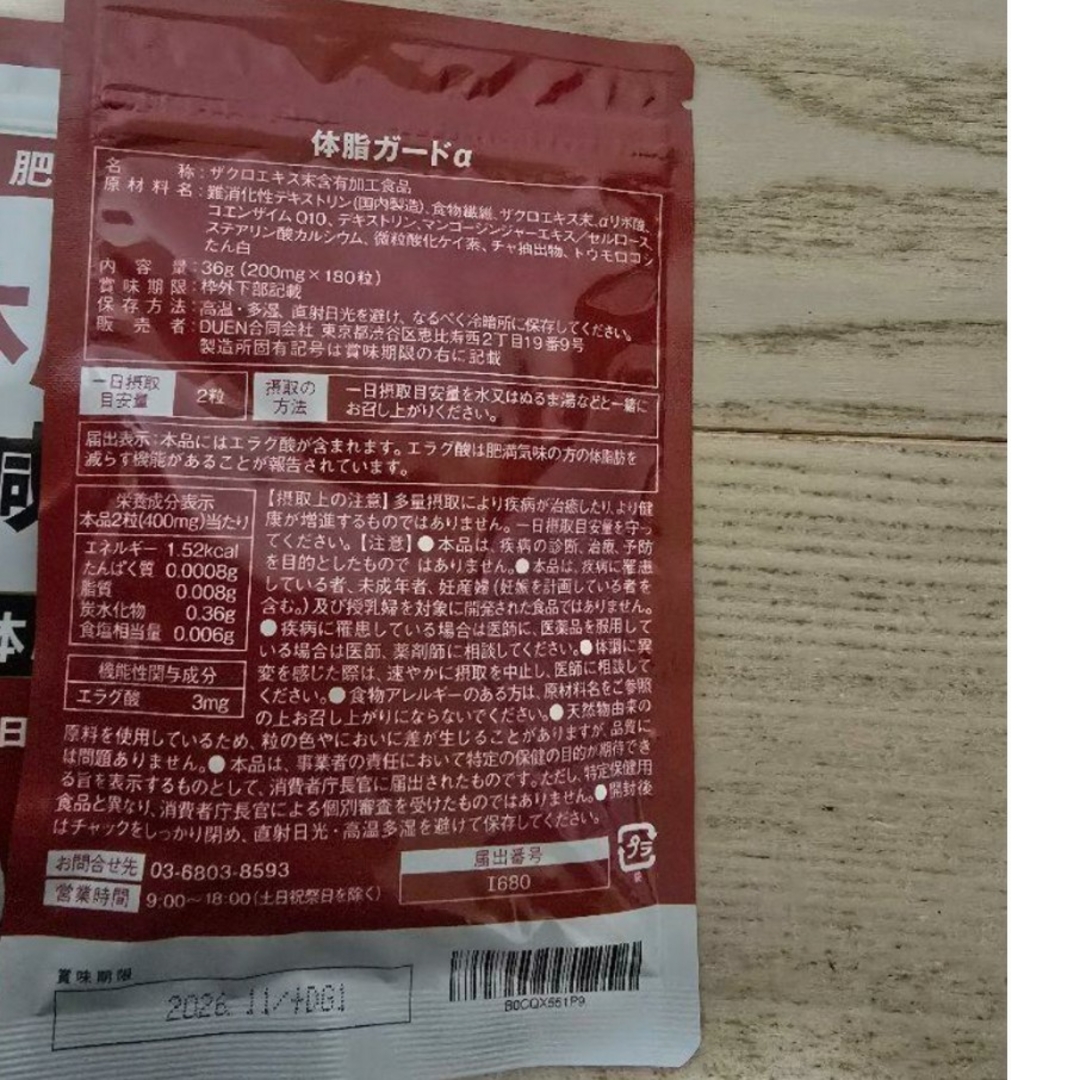 肥
体脂ガードα
名 称：ザクロエキス末含有加工食品
原材料名：難消化性デキストリン(国内製造)、食物繊維、ザクロエキス末、αリポ酸、
コエンザイムQ10、デキストリン、マンゴージンジャーエキス／セルロース、
ステアリン酸カルシウム、微粒酸化ケイ素、チャ抽出物、トウモロコシ
たん白
内容量：36g (200mg×180粒)
賞味期限：枠外下部記載
保存方法：高温・多湿、直射日光を避け、なるべく冷暗所に保存してください。
販売者：DUEN合同会社 東京都渋谷区恵比寿西2丁目19番9号
製造所固有記号は賞味期限の右に記載
一日摂取
目安量
2粒
摂取の
方法
一日摂取目安量を水又はぬるま湯などと一緒に
お召し上がりください。
届出表示：本品にはエラグ酸が含まれます。エラグ酸は肥満気味の方の体脂肪を
減らす機能があることが報告されています。
栄養成分表示
本品2粒(400mg)当たり
エネルギー 1.52kcal
たんぱく質 0.0008g
脂質 0.008g
炭水化物 0.36g
食塩相当量 0.006g
機能性関与成分
エラグ酸 3mg
【摂取上の注意】多量摂取により疾病が治癒したり、より健
康が増進するものではありません。一日摂取目安量を守っ
てください。【注意】●本品は、疾病の診断、治療、予防
を目的としたもので はありません。●本品は、疾病に罹患
している者、未成年者、妊産婦(妊娠を計画している者を
含む。)及び授乳婦を対象に開発された食品ではありません。
●疾病に罹患している場合は医師に、医薬品を服用して
いる場合は医師、薬剤師に相談してください。●体調に異
変を感じた際は、速やかに摂取を中止し、医師に相談して
ください。●食物アレルギーのある方は、原材料名をご参照
の上お召し上がりにならないでください。●天然物由来の
原料を使用しているため、粒の色やにおいに差が生じることがありますが、品質に
は問題ありません。●本品は、事業者の責任において特定の保健の目的が期待でき
る旨を表示するものとして、消費者庁長官に届出されたものです。ただし、特定保健用
食品と異なり、消費者庁長官による個別審査を受けたものではありません。●開封後
はチャックをしっかり閉め、直射日光・高温多湿を避けて保存してください。
お問合せ先 03-6803-8593
営業時間 9:00～18:00(土日祝祭日を除く)
届出番号
I680
プラ
袋
賞味期限
2026.11/+DG1
B0CQX551P9
体
日